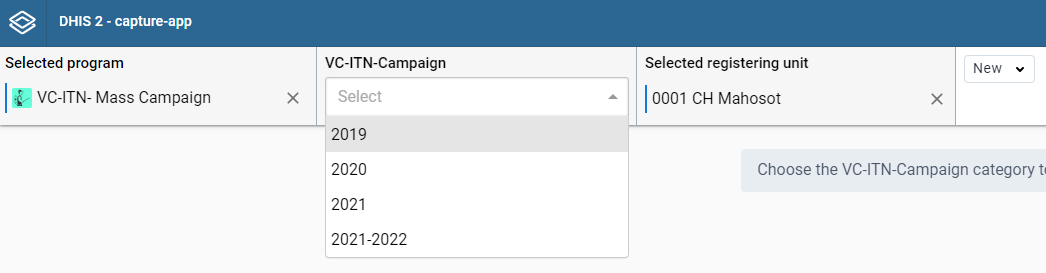 DHIS 2 - capture-app
Selected program
VC-ITN-Campaign
Selected registering unit
VC-ITN- Mass Campaign
Select
0001 CH Mahosot
New
2019
2020
2021
2021-2022
Choose the VC-ITN-Campaign category